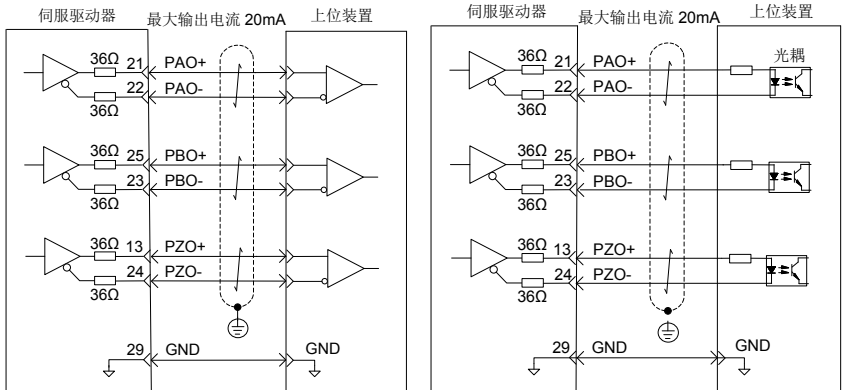 伺服驱动器
最大输出电流 20mA
上位装置
36Ω 21 PAO+
22 PAO-
36Ω
36Ω 25 PBO+
23 PBO-
36Ω
36Ω 13 PZO+
24 PZO-
36Ω
29 GND GND
伺服驱动器
最大输出电流 20mA
上位装置
光耦
36Ω 21 PAO+
22 PAO-
36Ω
36Ω 25 PBO+
23 PBO-
36Ω
36Ω 13 PZO+
24 PZO-
36Ω
29 GND GND